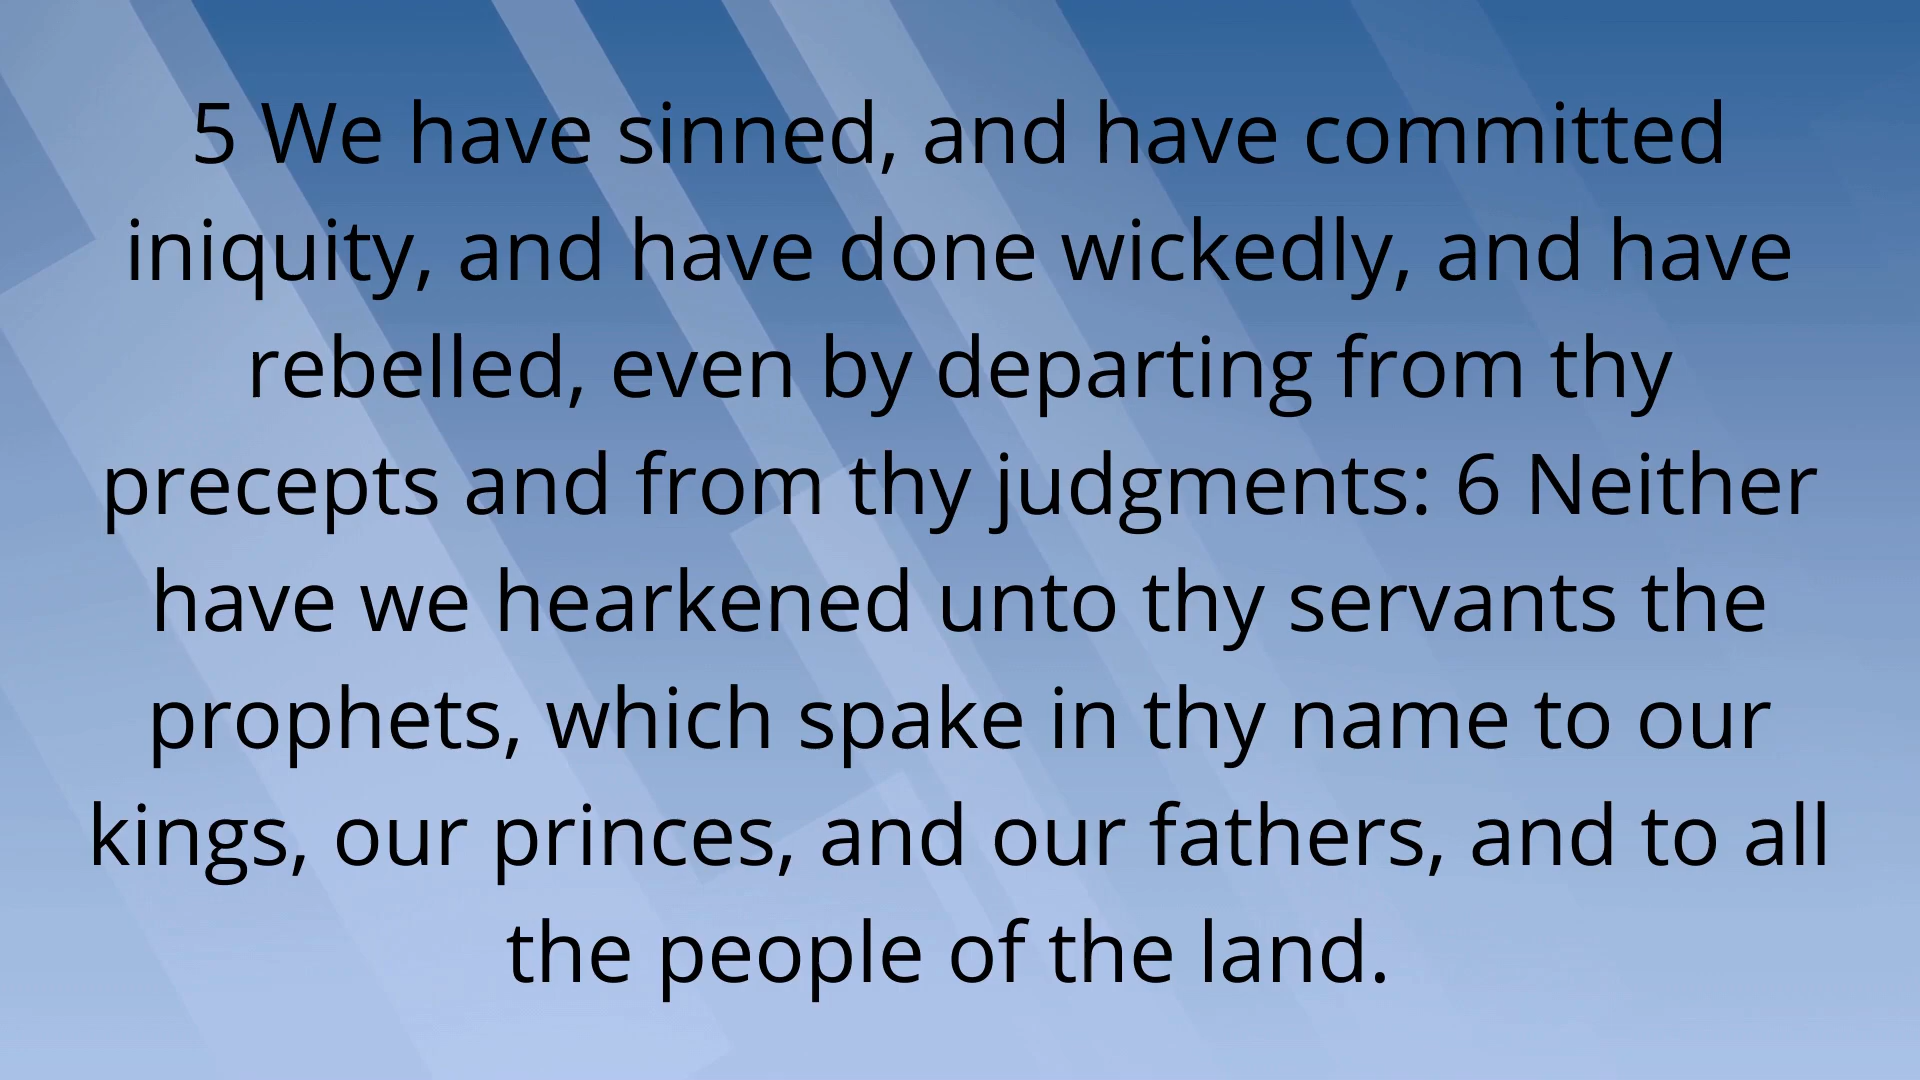 5 We have sinned, and have committed
iniquity, and have done wickedly, and have
rebelled, even by departing from thy
precepts and from thy judgments: 6 Neither
have we hearkened unto thy servants the
prophets, which spake in thy name to our
kings, our princes, and our fathers, and to all
the people of the land.